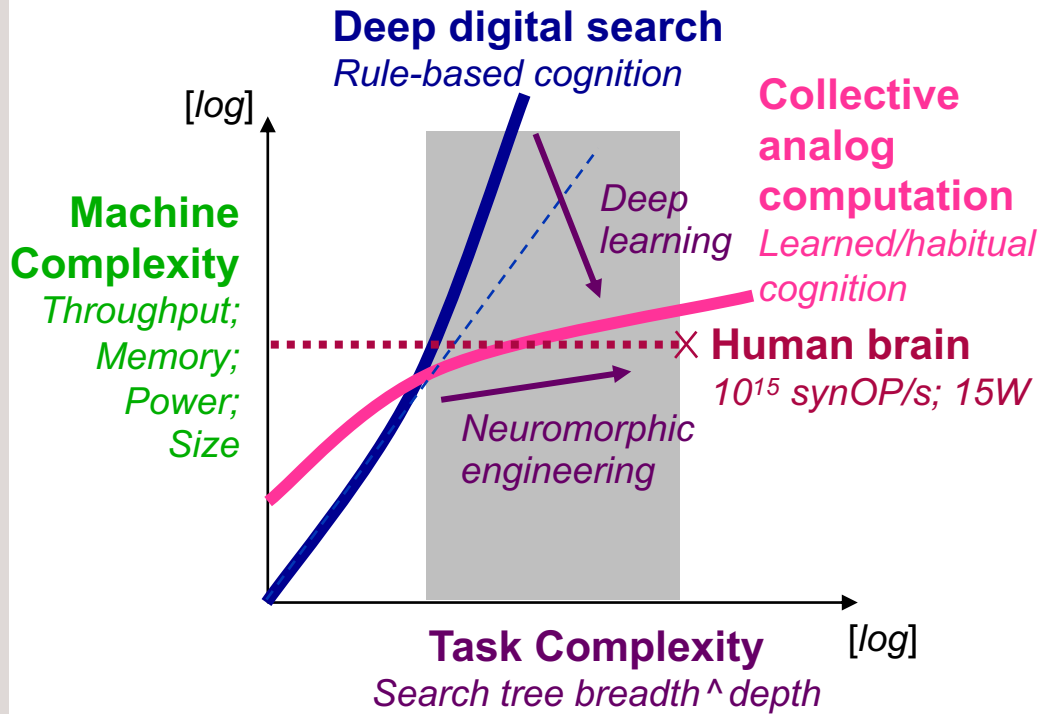 Deep digital search
Rule-based cognition
[log]
Collective
analog
computation
Learned/habitual
cognition
Machine
Complexity
Throughput;
Memory;
Power;
Size
Deep
learning
Human brain
10¹⁵ synOP/s; 15W
Neuromorphic
engineering
[log]
Task Complexity
Search tree breadth ^ depth